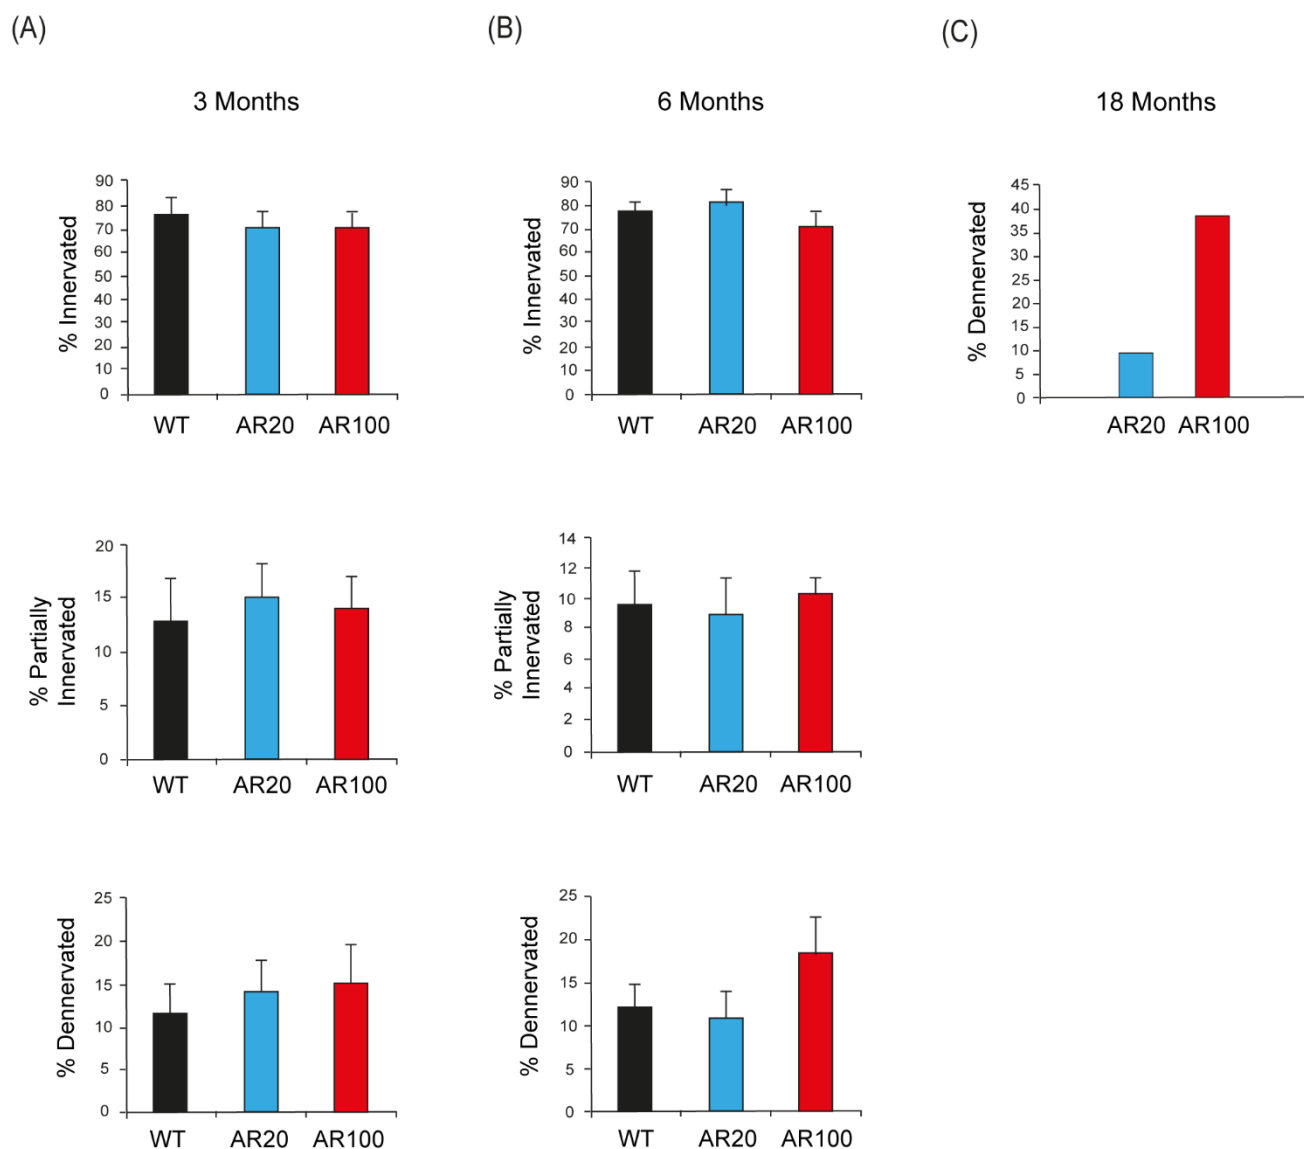 (A)
3 Months
% Innervated
90
80
70
60
50
40
30
20
10
0
WT AR20 AR100
% Partially
Innervated
20
15
10
5
0
WT AR20 AR100
% Dennervated
25
20
15
10
5
0
WT AR20 AR100
(B)
6 Months
% Innervated
90
80
70
60
50
40
30
20
10
0
WT AR20 AR100
% Partially
Innervated
14
12
10
8
6
4
2
0
WT AR20 AR100
% Dennervated
25
20
15
10
5
0
WT AR20 AR100
(C)
18 Months
% Dennervated
45
40
35
30
25
20
15
10
5
0
AR20 AR100